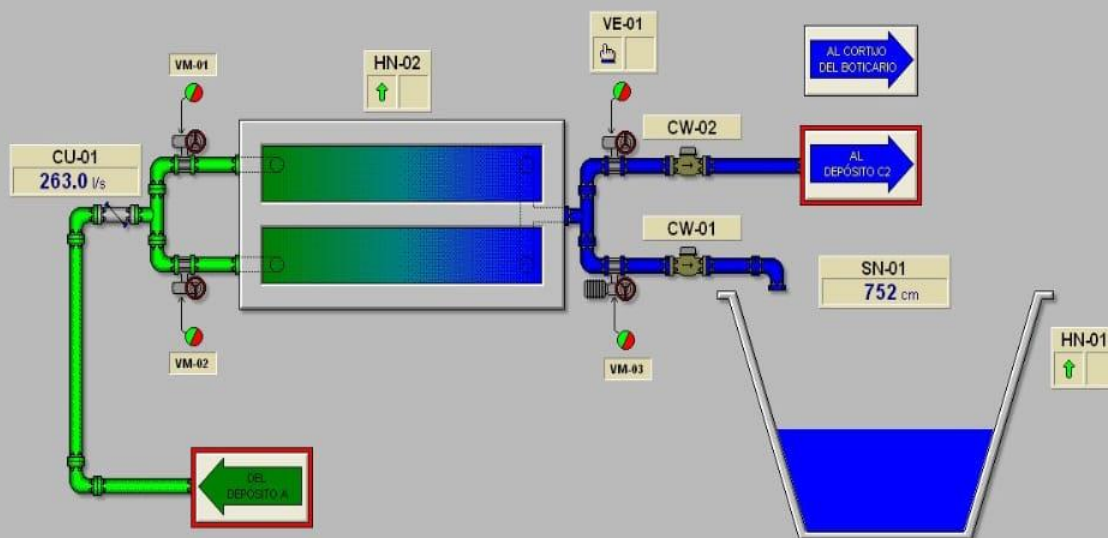 VE-01
AL CORTIJO
DEL BOTICARIO
VM-01
HN-02
CW-02
CU-01
263.0 l/s
AL
DEPÓSITO C2
CW-01
SN-01
752 cm
VM-02
VM-03
HN-01
DEL
DEPOSITO A